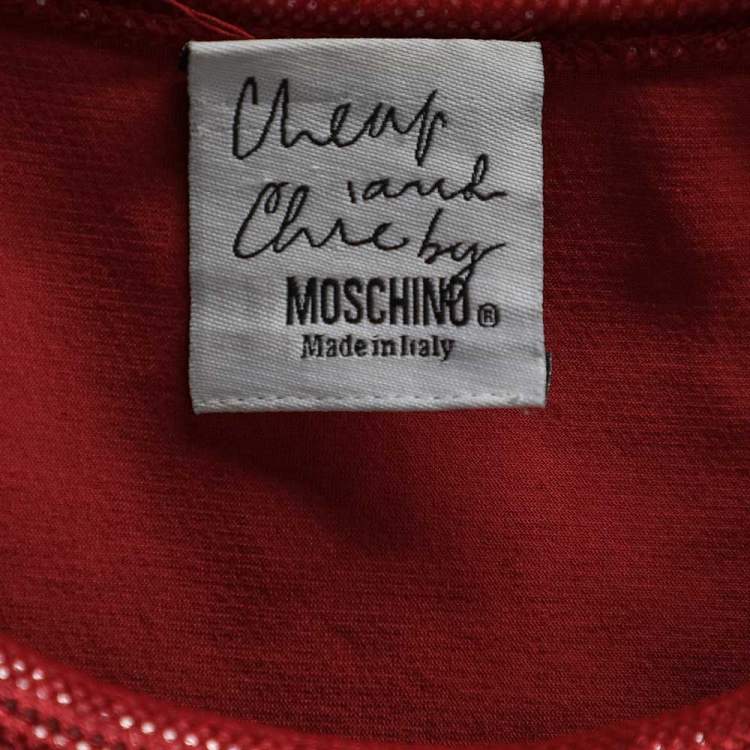 Cheap
and
Chic by
MOSCHINO®
Made in Italy